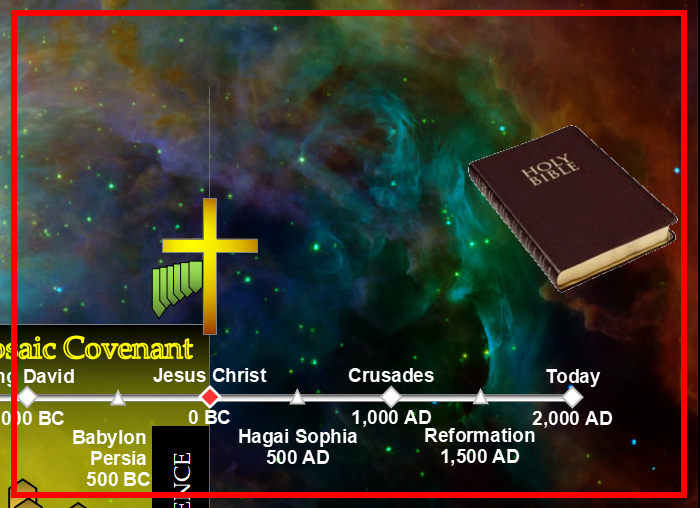 HOLY
BIBLE
osaic Covenant
ng David
Jesus Christ
Crusades
Today
000 BC
0 BC
1,000 AD
2,000 AD
Babylon
Persia
500 BC
Hagai Sophia
500 AD
Reformation
1,500 AD
ENCE